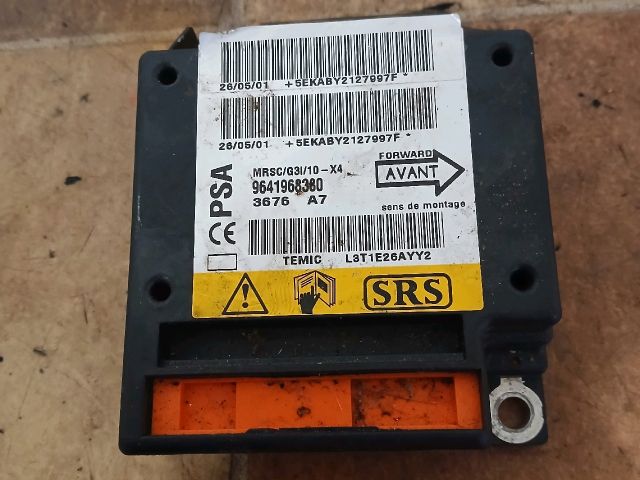 26/05/01 +5EKABY2127997F*
26/05/01 +5EKABY2127997F*
PSA
MRSC/G3I/10-X4
9641968380
3676 A7
FORWARD
AVANT
sens de montage
CE
TEMIC L3T1E26AYY2
SRS